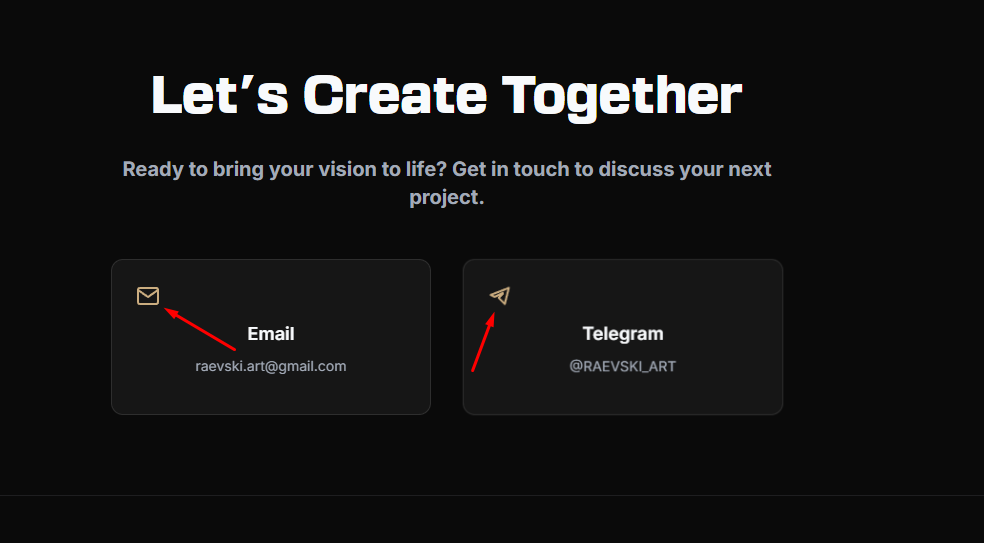 Let's Create Together
Ready to bring your vision to life? Get in touch to discuss your next
project.
Email
raevski.art@gmail.com
Telegram
@RAEVSKI_ART